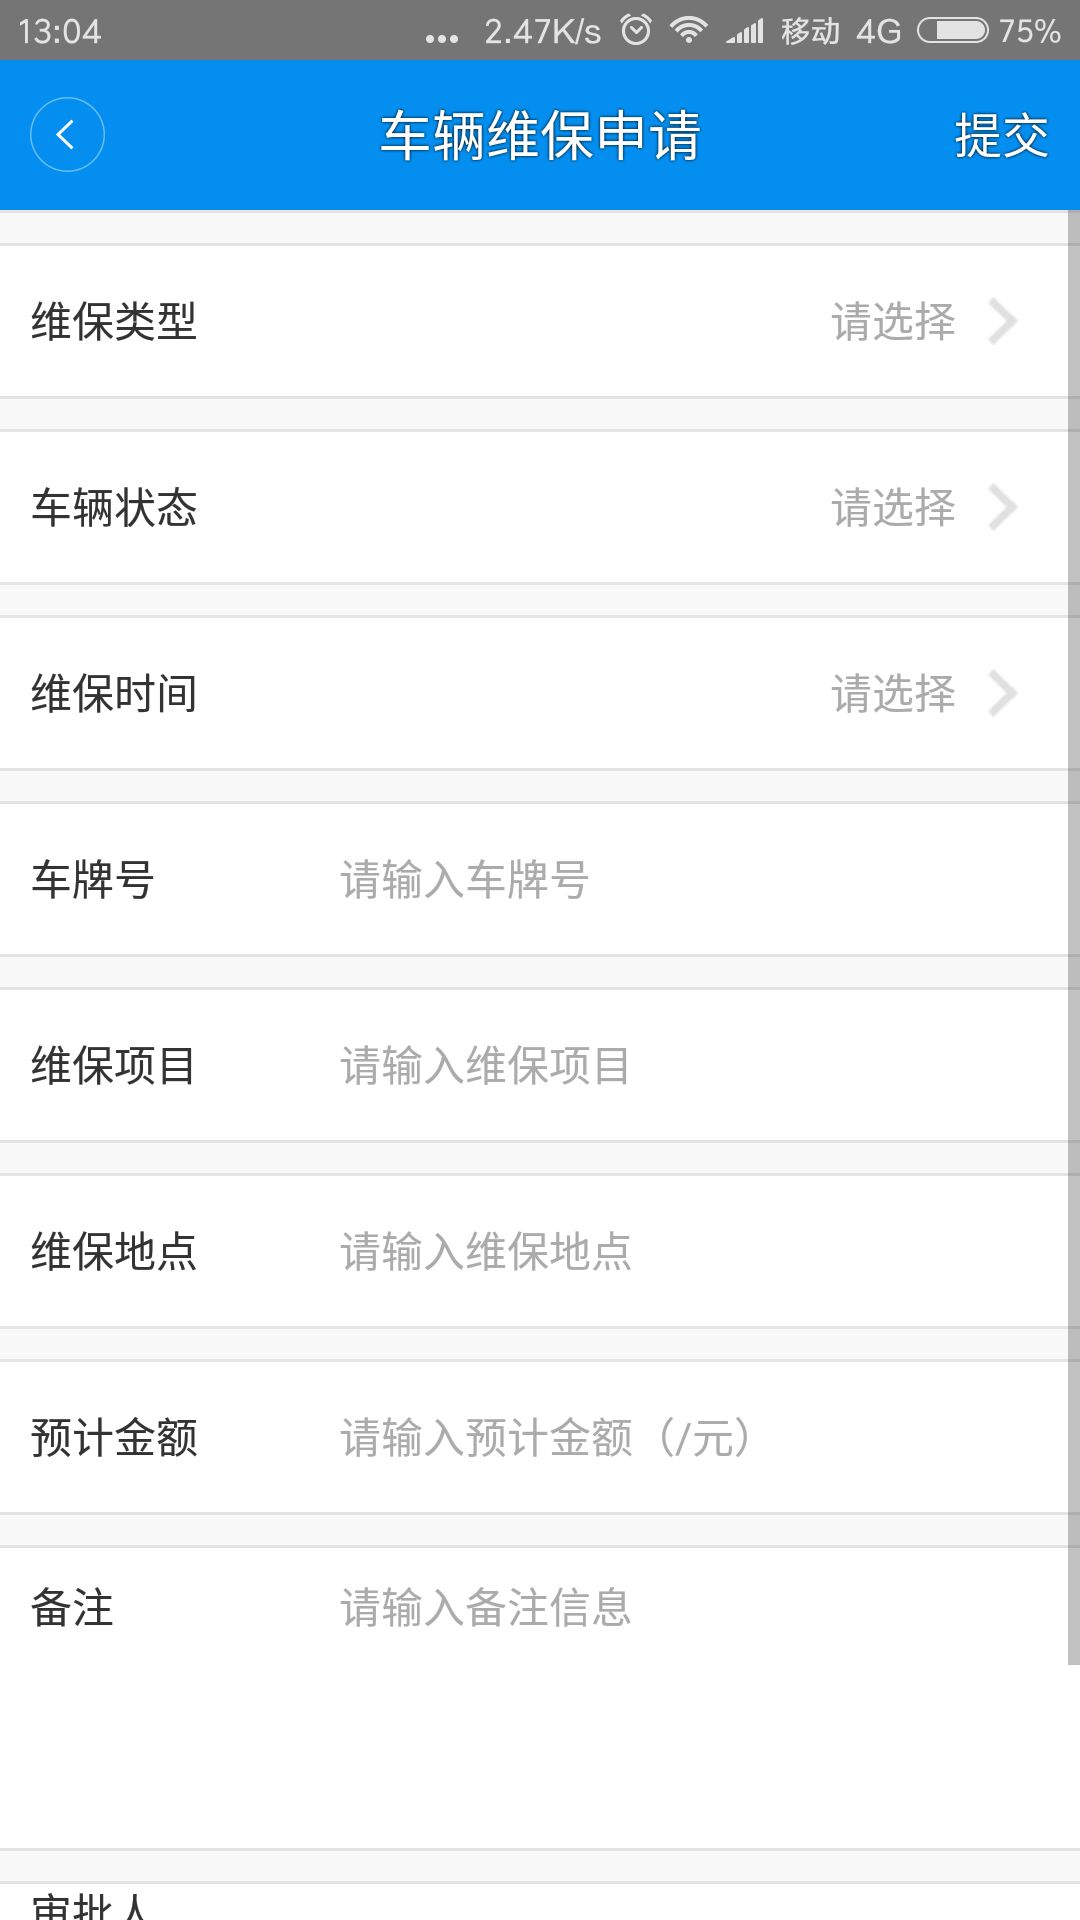 13:04 ... 2.47K/s 移动 4G 75%
车辆维保申请 提交
维保类型 请选择
车辆状态 请选择
维保时间 请选择
车牌号 请输入车牌号
维保项目 请输入维保项目
维保地点 请输入维保地点
预计金额 请输入预计金额（/元）
备注 请输入备注信息
审批人